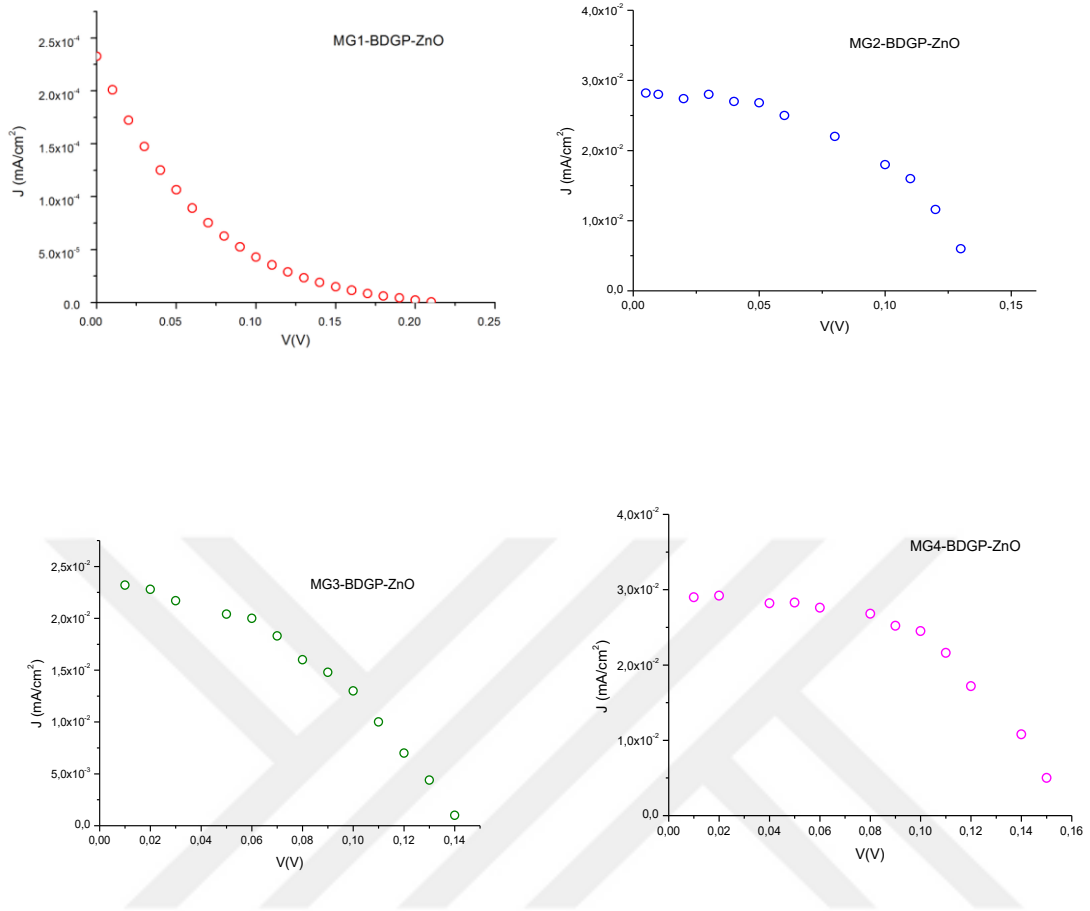 MG1-BDGP-ZnO
2.5x10⁻⁴
2.0x10⁻⁴
1.5x10⁻⁴
1.0x10⁻⁴
5.0x10⁻⁵
0.0
J (mA/cm²)
0.00 0.05 0.10 0.15 0.20 0.25
V(V)
MG2-BDGP-ZnO
4,0x10⁻²
3,0x10⁻²
2,0x10⁻²
1,0x10⁻²
0,0
J (mA/cm²)
0,00 0,05 0,10 0,15
V(V)
MG3-BDGP-ZnO
2,5x10⁻²
2,0x10⁻²
1,5x10⁻²
1,0x10⁻²
5,0x10⁻³
0,0
J (mA/cm²)
0,00 0,02 0,04 0,06 0,08 0,10 0,12 0,14
V(V)
MG4-BDGP-ZnO
4,0x10⁻²
3,0x10⁻²
2,0x10⁻²
1,0x10⁻²
0,0
J (mA/cm²)
0,00 0,02 0,04 0,06 0,08 0,10 0,12 0,14 0,16
V(V)